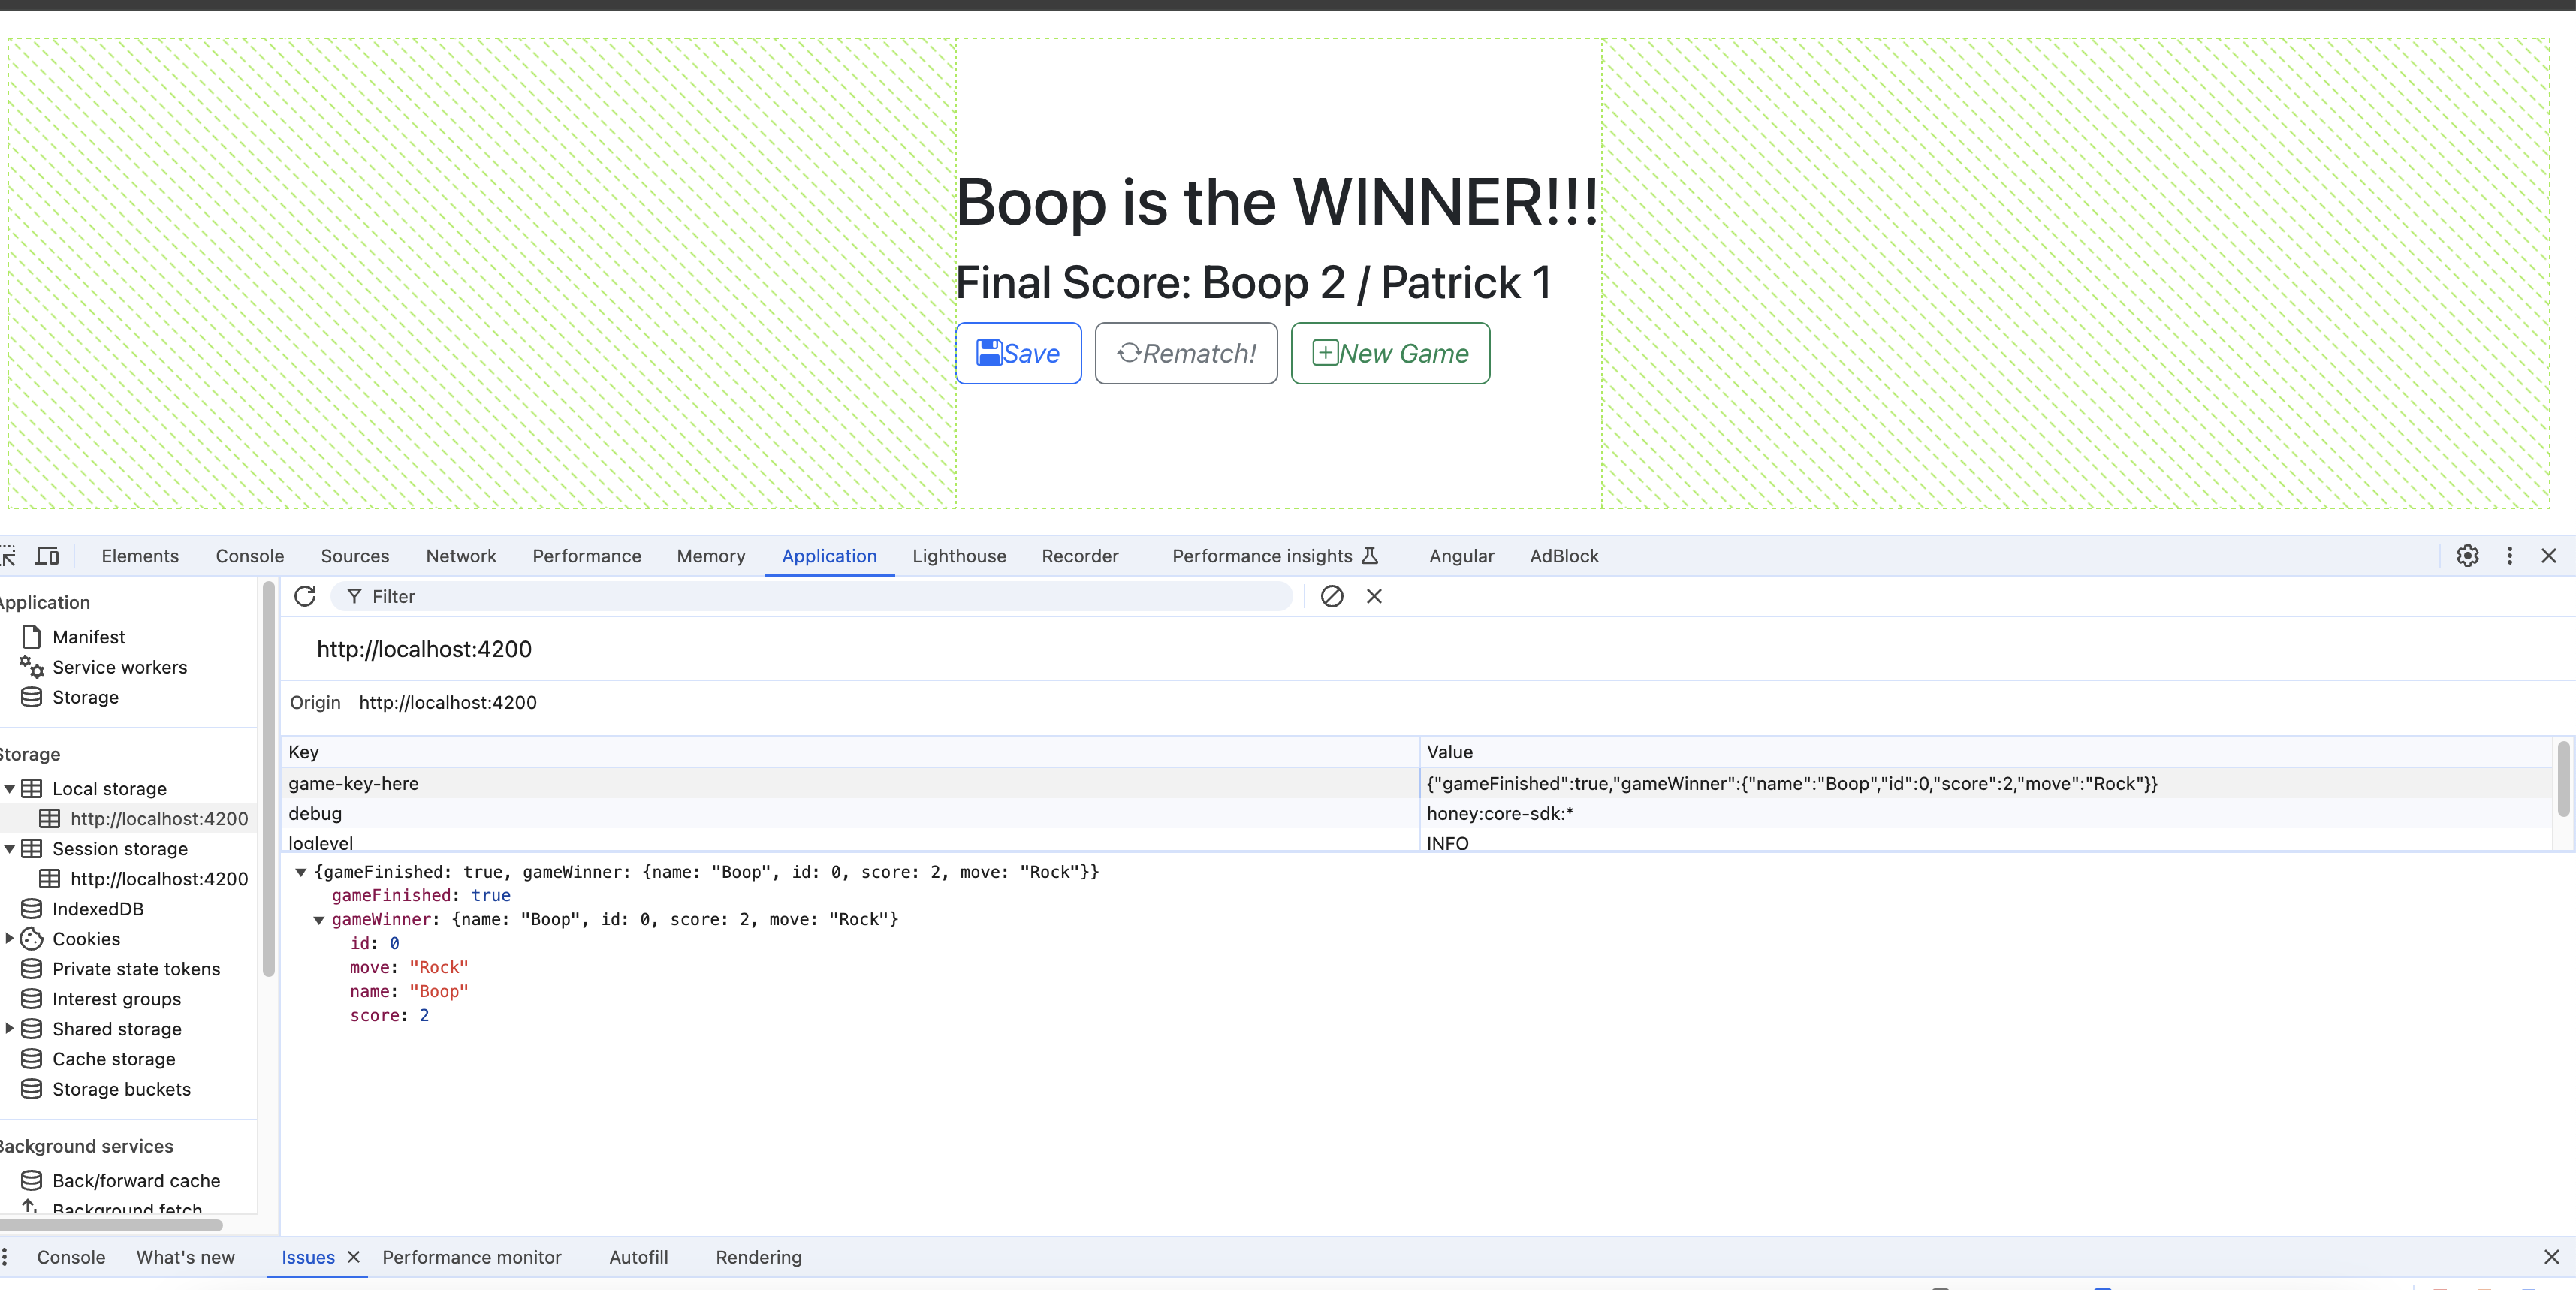 Boop is the WINNER!!!
Final Score: Boop 2 / Patrick 1
Save Rematch! New Game
Elements Console Sources Network Performance Memory Application Lighthouse Recorder Performance insights Angular AdBlock
Application
Manifest
Service workers
Storage
Storage
Local storage
http://localhost:4200
Session storage
http://localhost:4200
IndexedDB
Cookies
Private state tokens
Interest groups
Shared storage
Cache storage
Storage buckets
Background services
Back/forward cache
Background fetch
Filter
http://localhost:4200
Origin http://localhost:4200
Key Value
game-key-here {"gameFinished":true,"gameWinner":{"name":"Boop","id":0,"score":2,"move":"Rock"}}
debug honey:core-sdk:*
loglevel INFO
{gameFinished: true, gameWinner: {name: "Boop", id: 0, score: 2, move: "Rock"}}
gameFinished: true
gameWinner: {name: "Boop", id: 0, score: 2, move: "Rock"}
id: 0
move: "Rock"
name: "Boop"
score: 2
Console What's new Issues Performance monitor Autofill Rendering